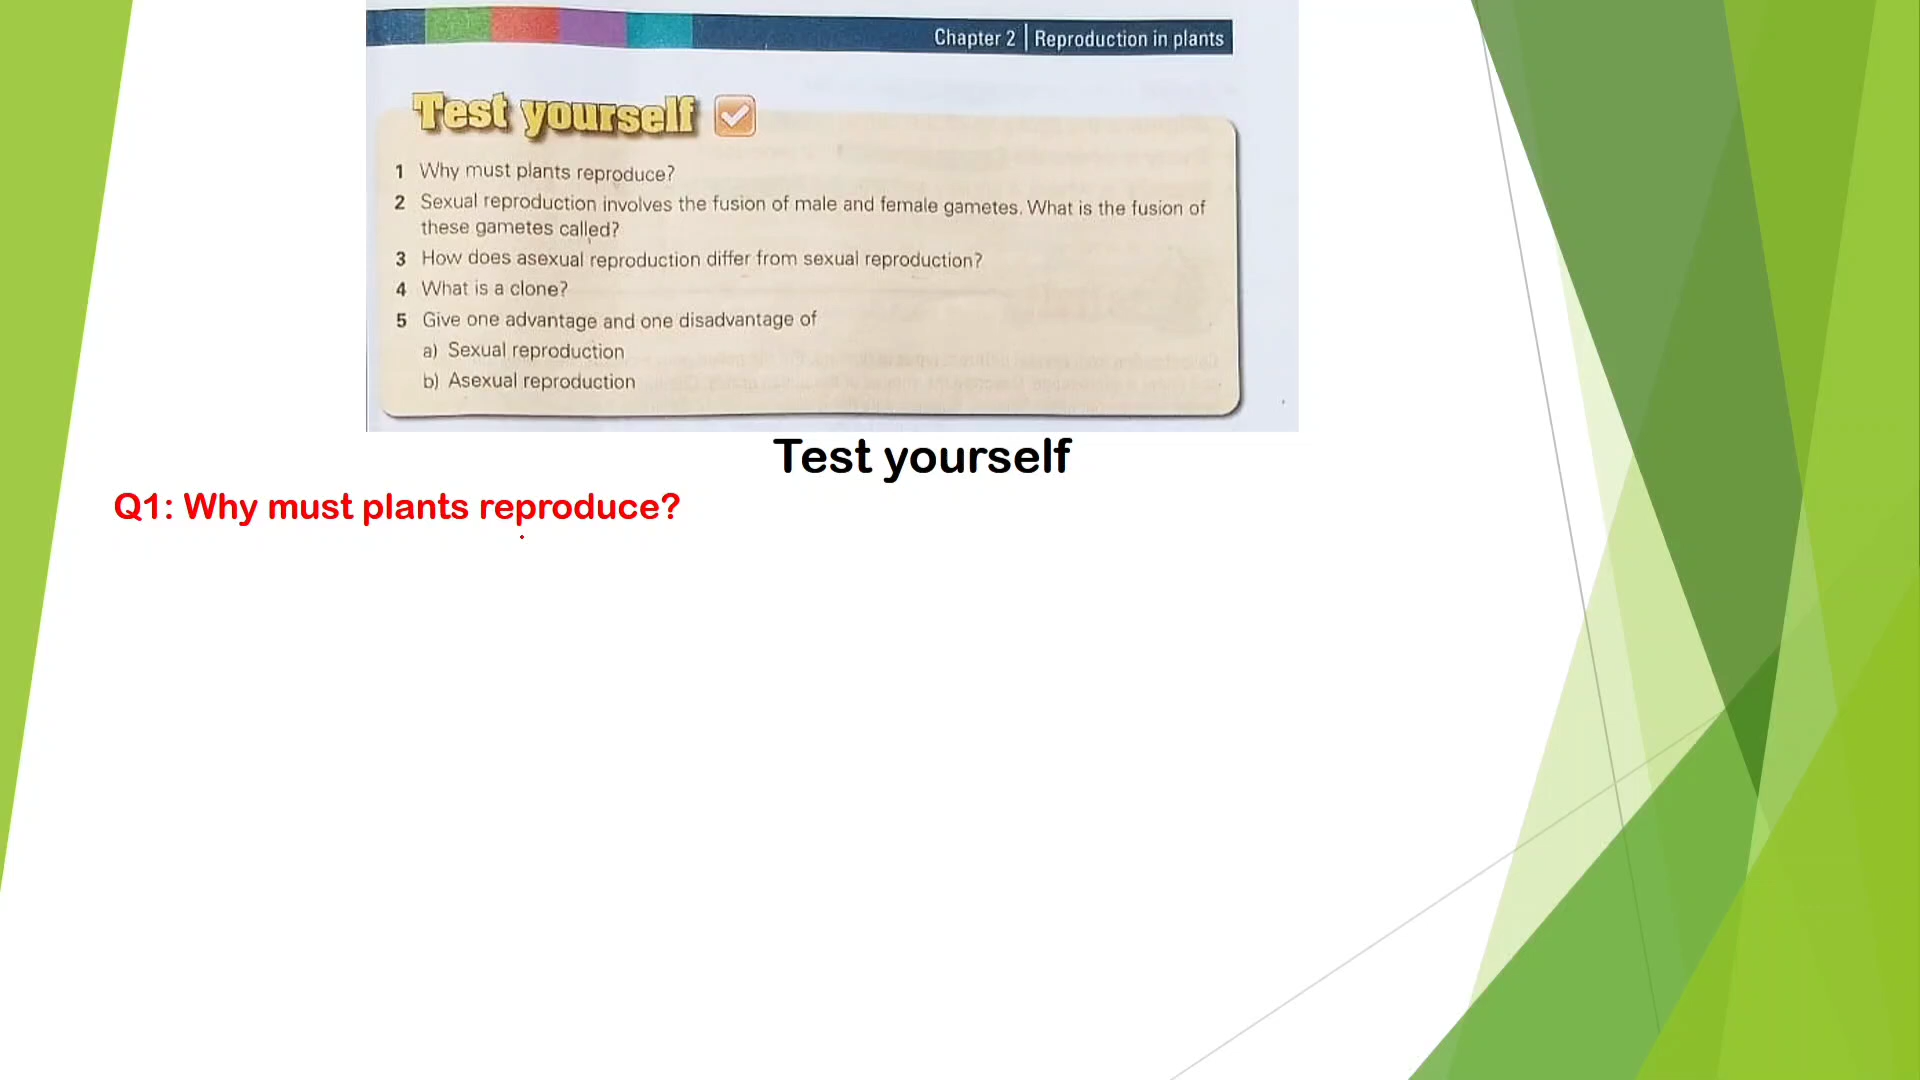 Chapter 2 | Reproduction in plants
Test yourself
1 Why must plants reproduce?
2 Sexual reproduction involves the fusion of male and female gametes. What is the fusion of
these gametes called?
3 How does asexual reproduction differ from sexual reproduction?
4 What is a clone?
5 Give one advantage and one disadvantage of
a) Sexual reproduction
b) Asexual reproduction
Test yourself
Q1: Why must plants reproduce?